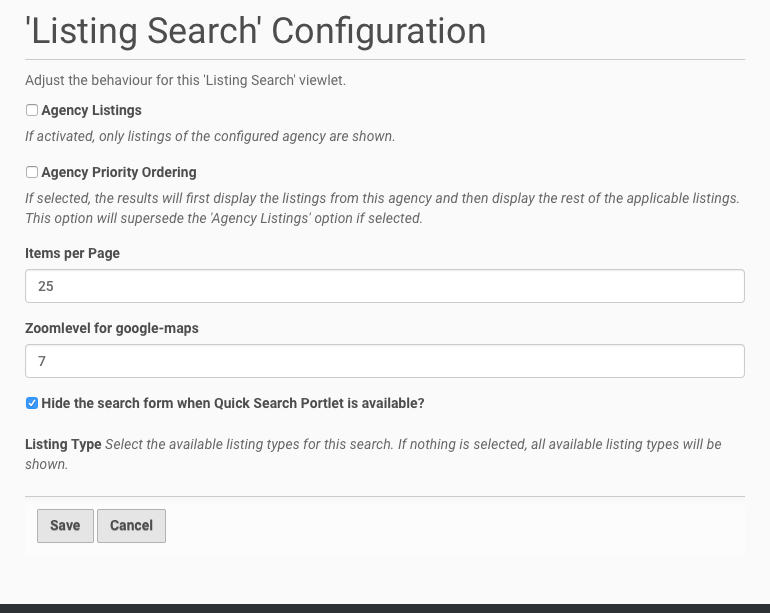 'Listing Search' Configuration
Adjust the behaviour for this 'Listing Search' viewlet.
Agency Listings
If activated, only listings of the configured agency are shown.
Agency Priority Ordering
If selected, the results will first display the listings from this agency and then display the rest of the applicable listings.
This option will supersede the 'Agency Listings' option if selected.
Items per Page
25
Zoomlevel for google-maps
7
Hide the search form when Quick Search Portlet is available?
Listing Type Select the available listing types for this search. If nothing is selected, all available listing types will be
shown.
Save Cancel